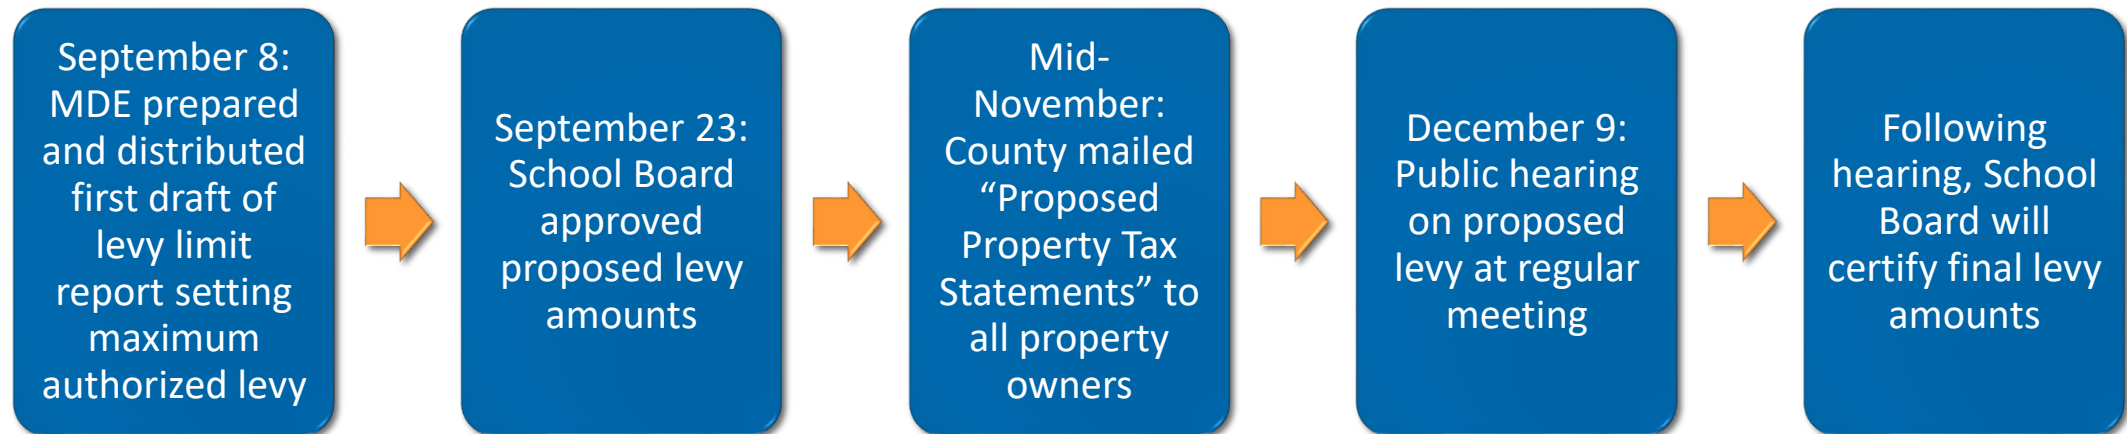 September 8:
MDE prepared
and distributed
first draft of
levy limit
report setting
maximum
authorized levy
September 23:
School Board
approved
proposed levy
amounts
Mid-
November:
County mailed
“Proposed
Property Tax
Statements” to
all property
owners
December 9:
Public hearing
on proposed
levy at regular
meeting
Following
hearing, School
Board will
certify final levy
amounts